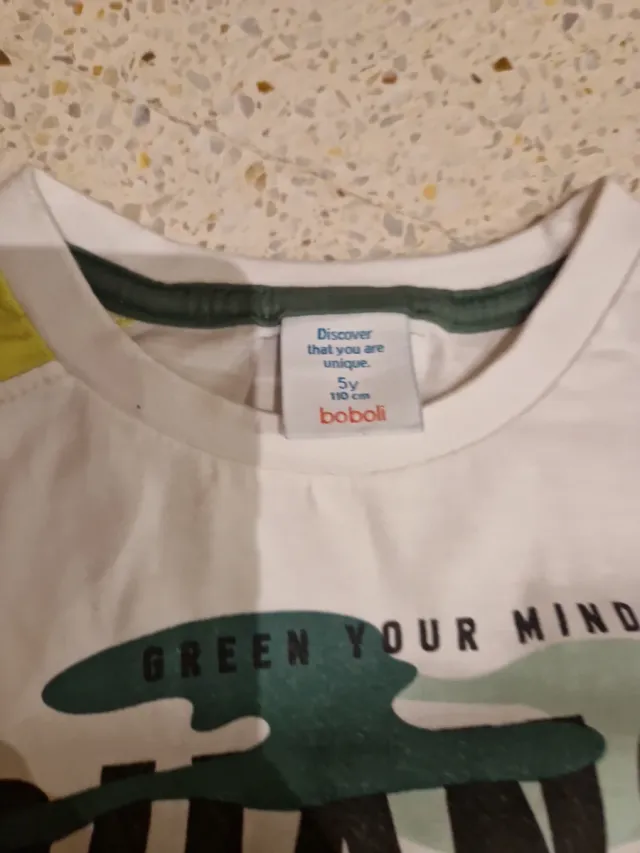 Discover
that you are
unique.
5y
110 cm
boboli
GREEN YOUR MIND